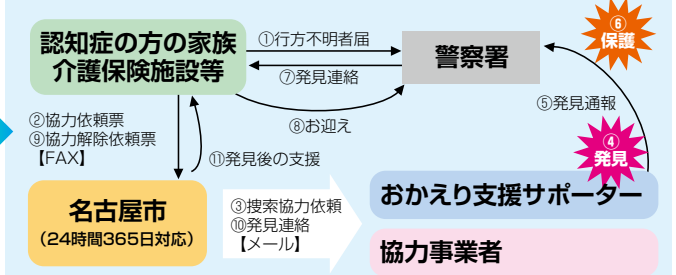 認知症の方の家族
介護保険施設等
①行方不明者届
⑦発見連絡
警察署
⑥
保護
⑧お迎え
⑤発見通報
②協力依頼票
⑨協力解除依頼票
【FAX】
⑪発見後の支援
④
発見
名古屋市
(24時間365日対応)
③捜索協力依頼
⑩発見連絡
【メール】
おかえり支援サポーター
協力事業者